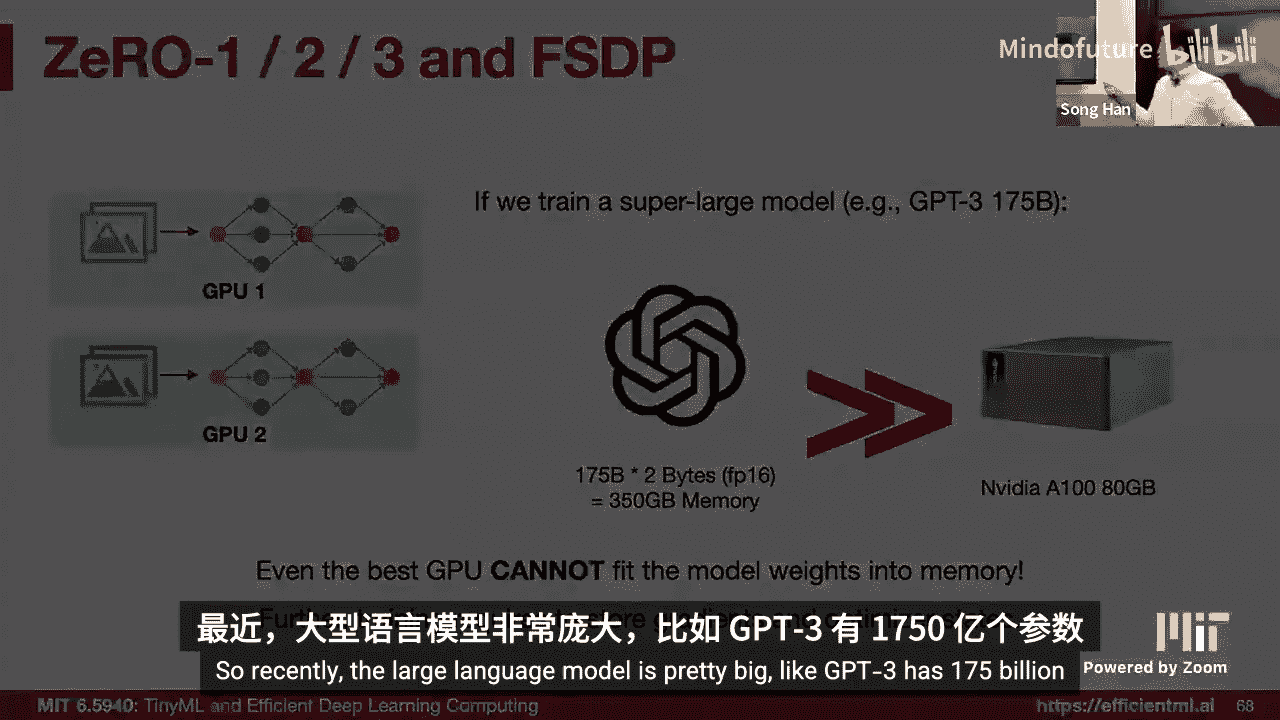 ZeRO-1 / 2 / 3 and FSDP
Mindofuture bilibili
Song Han
If we train a super-large model (e.g., GPT-3 175B):
GPU 1
GPU 2
175B * 2 Bytes (fp16)
= 350GB Memory
Nvidia A100 80GB
Even the best GPU CANNOT fit the model weights into memory!
最近，大型语言模型非常庞大，比如 GPT-3 有 1750 亿个参数
So recently, the large language model is pretty big, like GPT-3 has 175 billion
MIT
Powered by Zoom
MIT 6.5940: TinyML and Efficient Deep Learning Computing
https://efficientml.ai
68